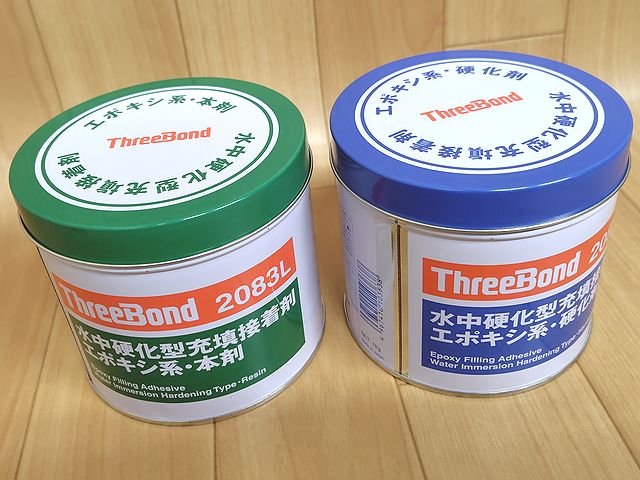 エポキシ系・本剤
ThreeBond
水中硬化型充填接着剤
ThreeBond 2083L
水中硬化型充填接着剤
エポキシ系・本剤
Epoxy Filling Adhesive
Water Immersion Hardening Type・Resin
エポキシ系・硬化剤
ThreeBond
水中硬化型充填接着剤
ThreeBond
水中硬化型充填接
エポキシ系・硬化
Epoxy Filling Adhesive
Water Immersion Hardening Type